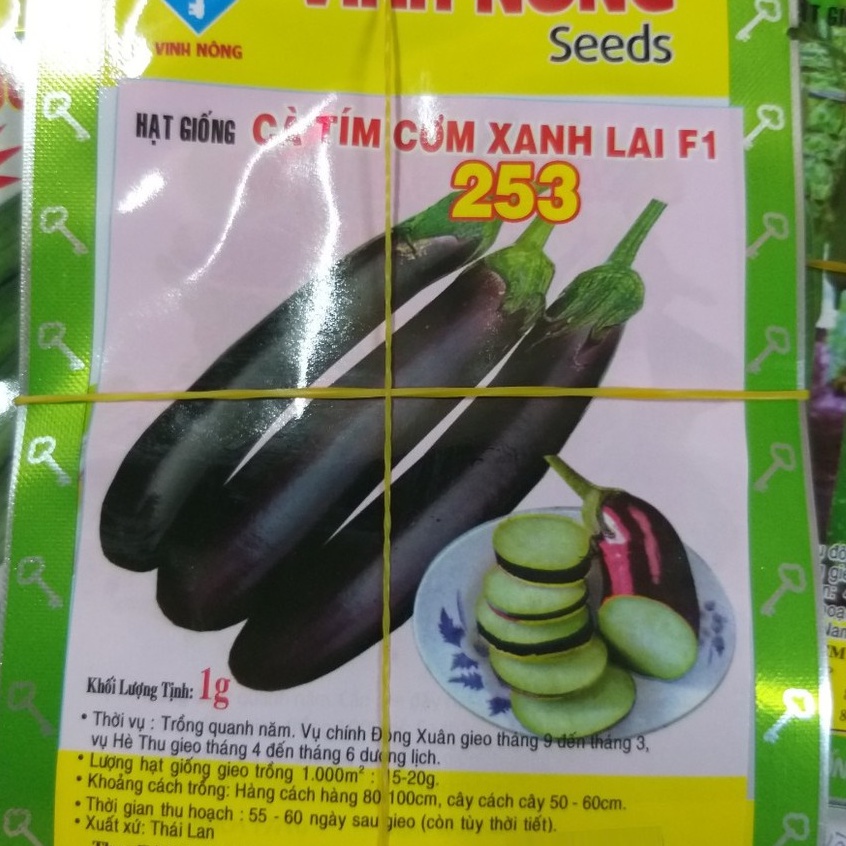 VINH NÔNG
VINH NÔNG
Seeds
HẠT GIỐNG CÀ TÍM CƠM XANH LAI F1
253
Khối Lượng Tịnh: 1g
• Thời vụ : Trồng quanh năm. Vụ chính Đông Xuân gieo tháng 9 đến tháng 3,
vụ Hè Thu gieo tháng 4 đến tháng 6 dương lịch.
• Lượng hạt giống gieo trồng 1.000m² : 15-20g.
• Khoảng cách trồng: Hàng cách hàng 80 100cm, cây cách cây 50 - 60cm.
• Thời gian thu hoạch : 55 - 60 ngày sau gieo (còn tùy thời tiết).
• Xuất xứ: Thái Lan